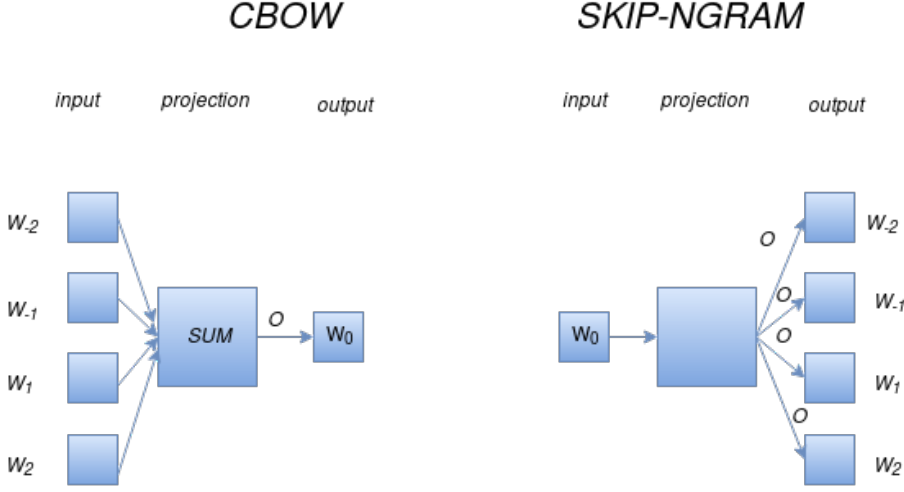 CBOW
SKIP-NGRAM
input projection output
input projection output
W-2
W-1
W1
W2
SUM
O
W0
W0
O
O
O
O
W-2
W-1
W1
W2